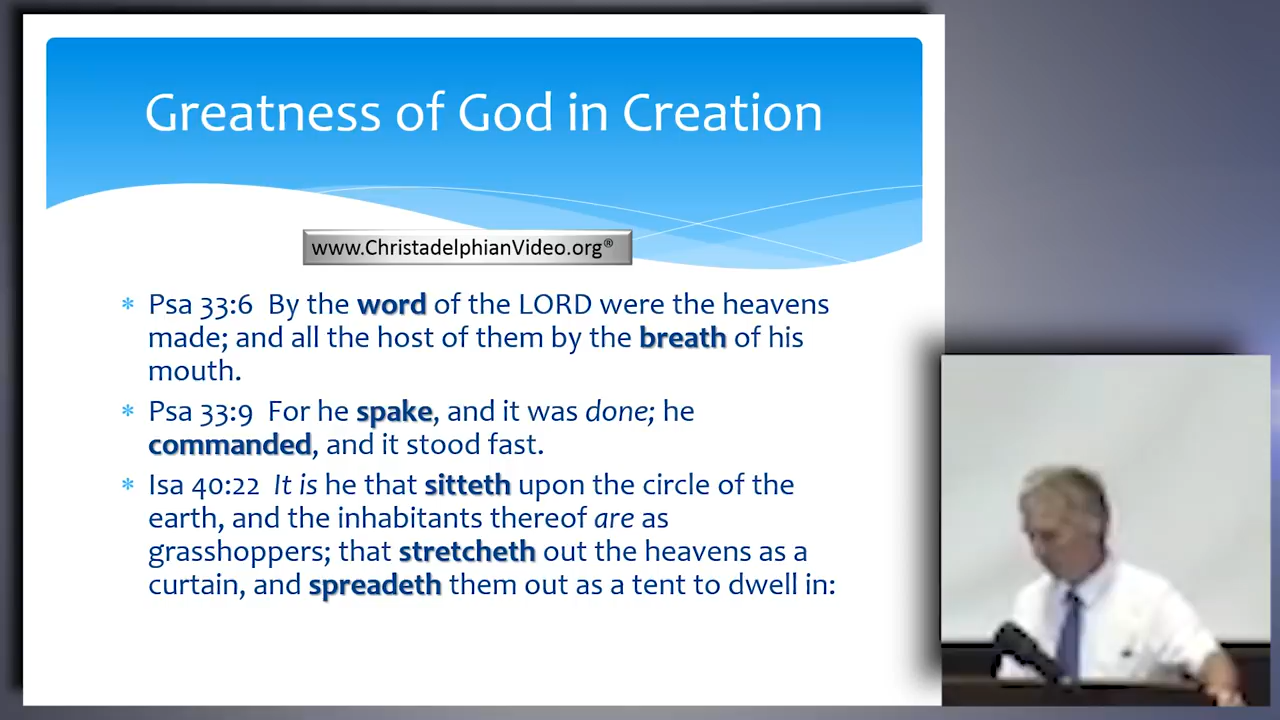 Greatness of God in Creation
www.ChristadelphianVideo.org®
* Psa 33:6 By the word of the LORD were the heavens
made; and all the host of them by the breath of his
mouth.
* Psa 33:9 For he spake, and it was done; he
commanded, and it stood fast.
* Isa 40:22 It is he that sitteth upon the circle of the
earth, and the inhabitants thereof are as
grasshoppers; that stretcheth out the heavens as a
curtain, and spreadeth them out as a tent to dwell in: